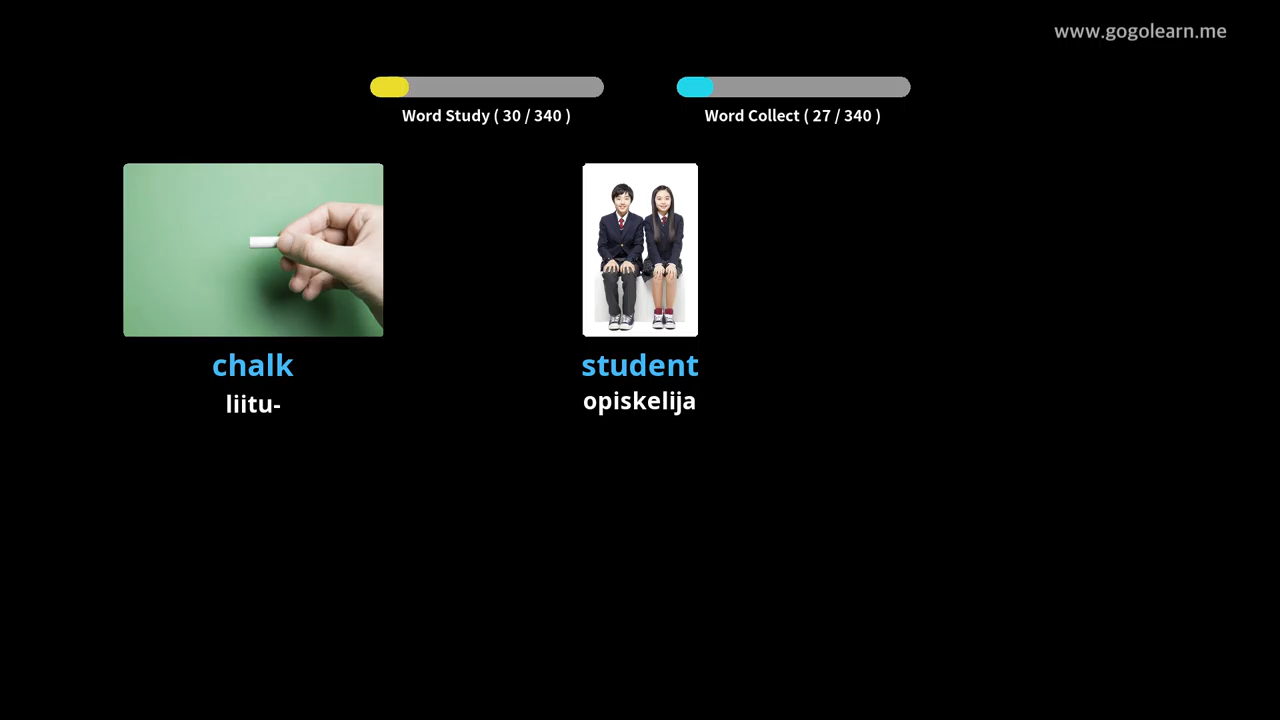 www.gogolearn.me
Word Study ( 30 / 340 )
Word Collect ( 27 / 340 )
chalk
liitu-
student
opiskelija